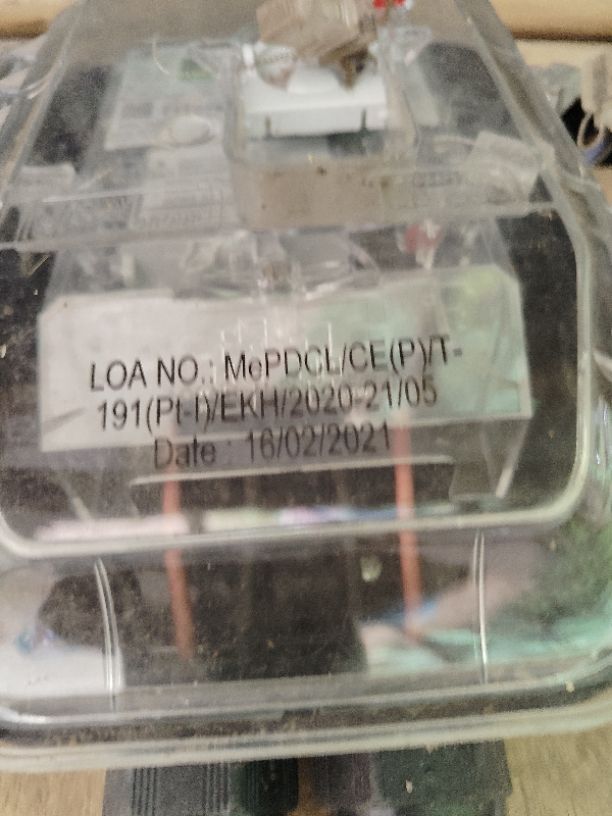 LOA NO.: MePDCL/CE(P)/T-
191(Pt-I)/EKH/2020-21/05
Date : 16/02/2021